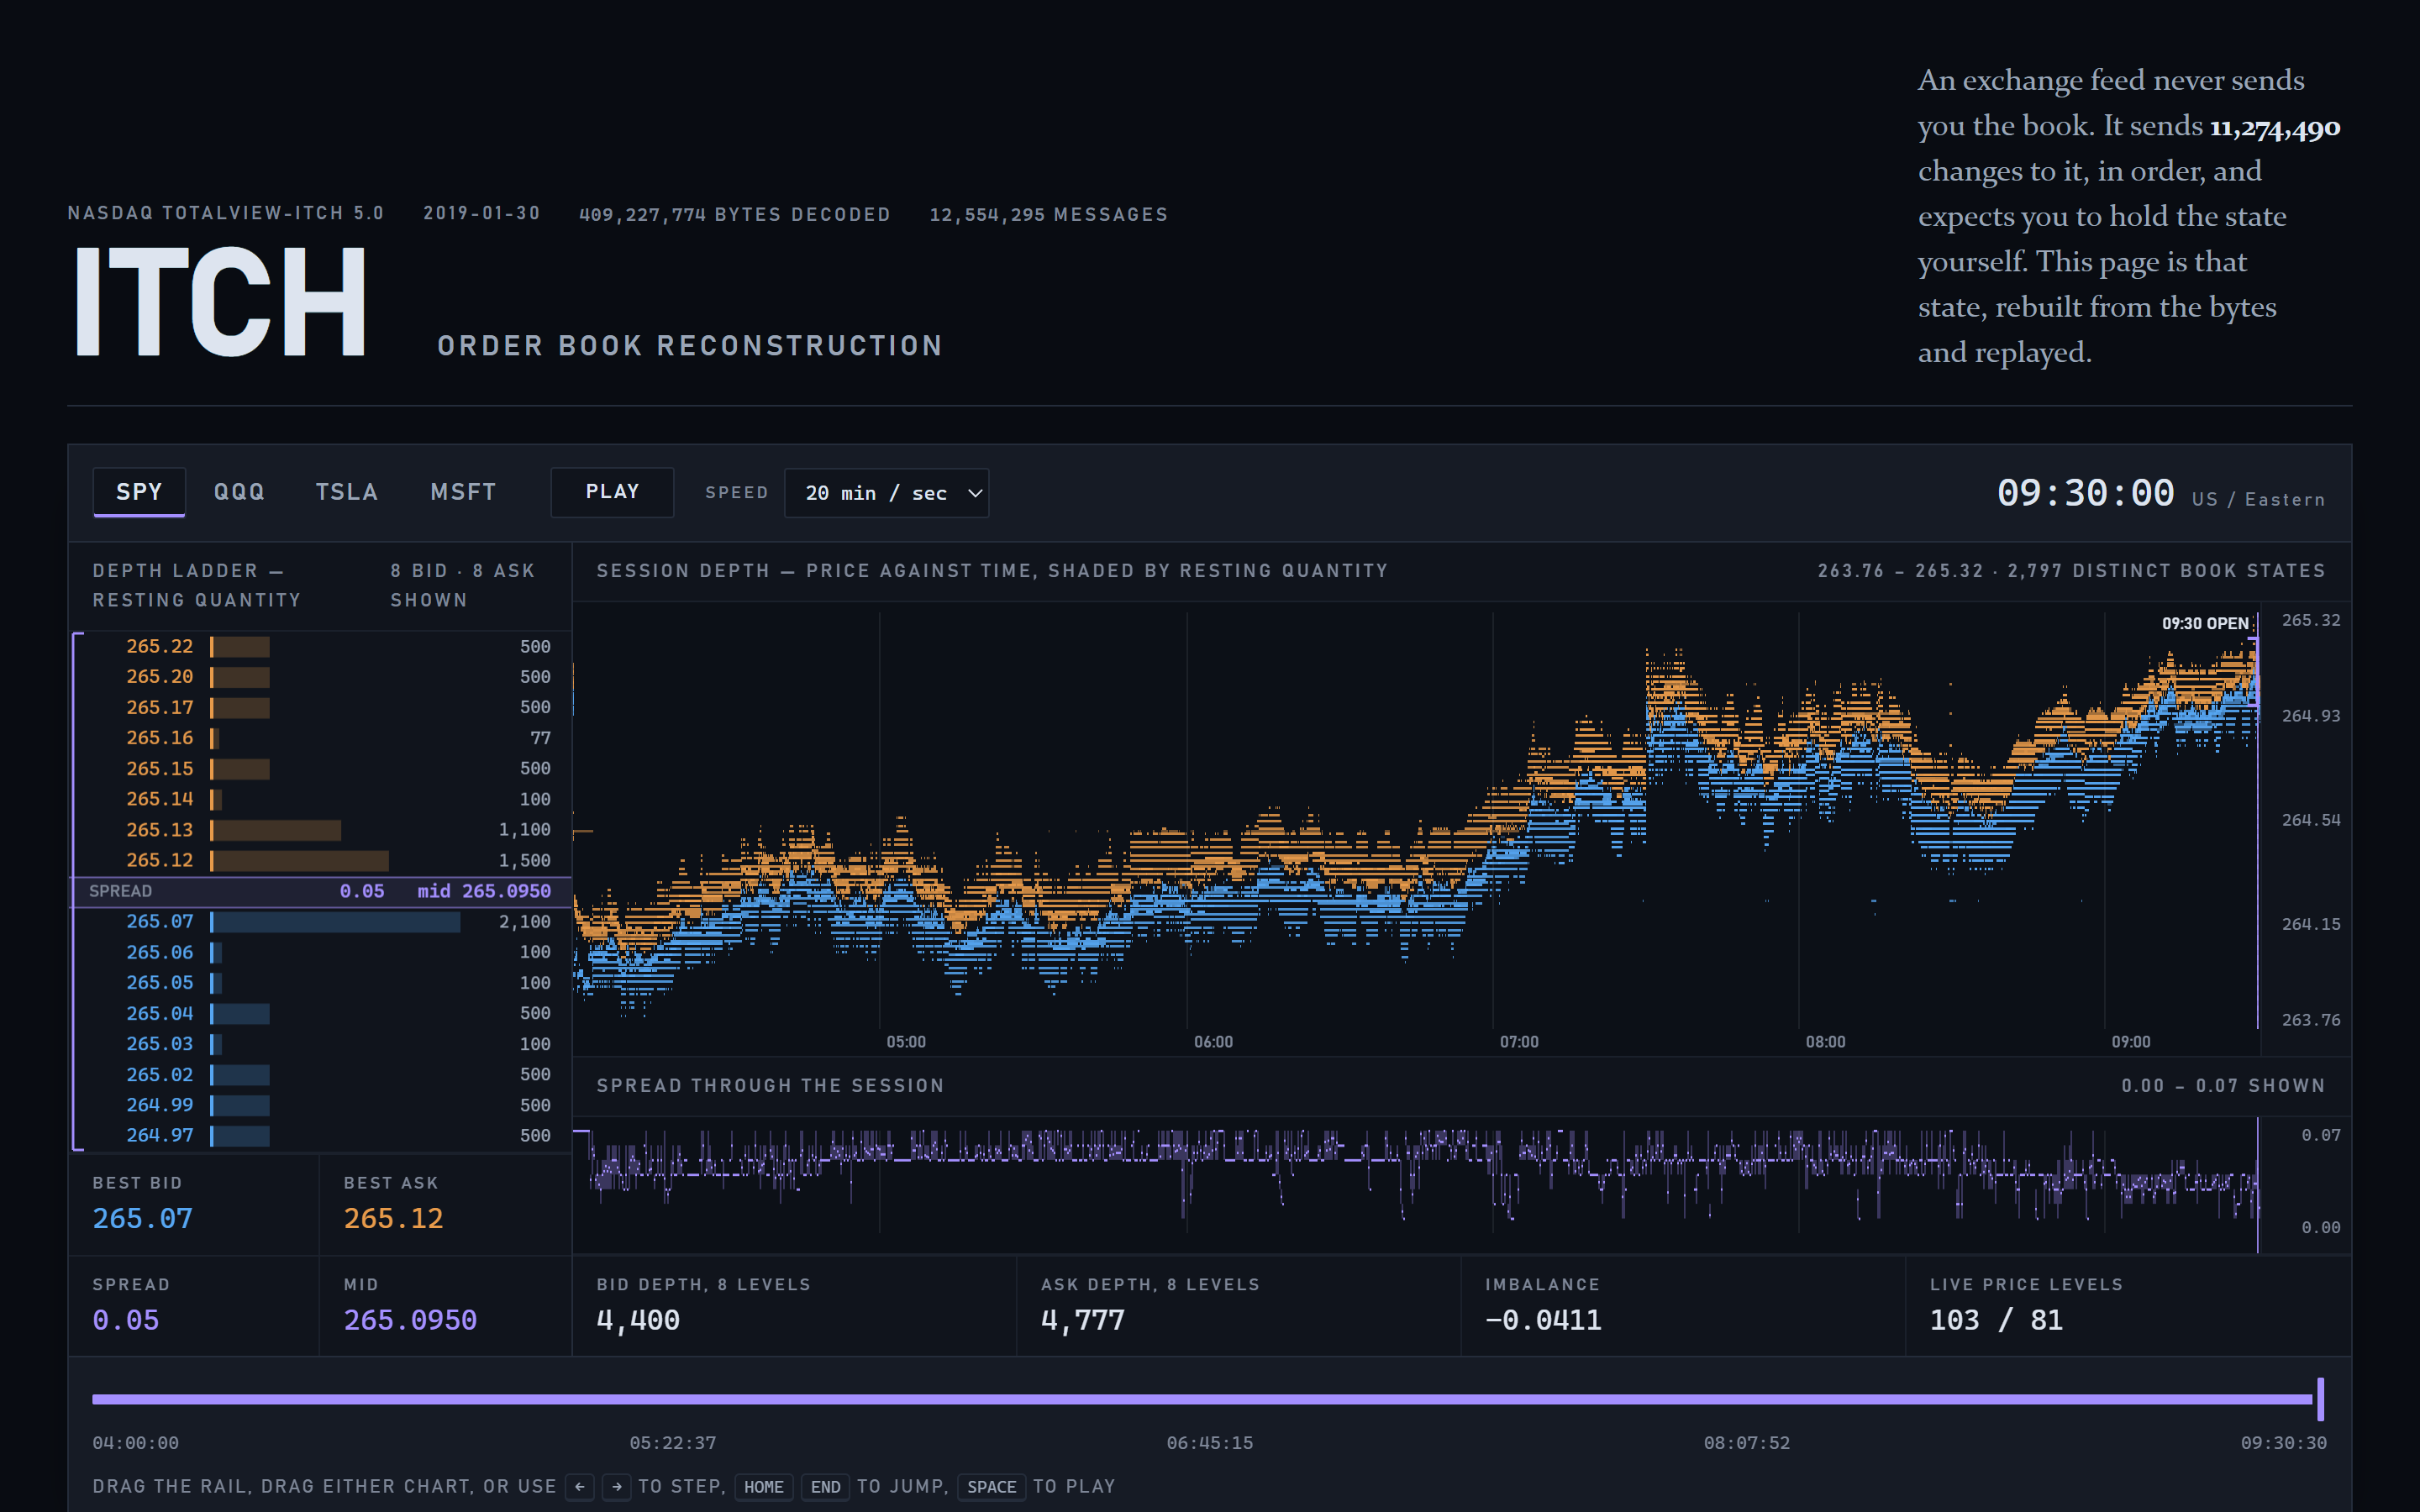 An exchange feed never sends
you the book. It sends 11,274,490
changes to it, in order, and
expects you to hold the state
yourself. This page is that
state, rebuilt from the bytes
and replayed.
NASDAQ TOTALVIEW-ITCH 5.0 2019-01-30 409,227,774 BYTES DECODED 12,554,295 MESSAGES
ITCH ORDER BOOK RECONSTRUCTION
SPY QQQ TSLA MSFT PLAY SPEED 20 min / sec 09:30:00 US / Eastern
DEPTH LADDER —
RESTING QUANTITY
8 BID · 8 ASK
SHOWN
265.22 500
265.20 500
265.17 500
265.16 77
265.15 500
265.14 100
265.13 1,100
265.12 1,500
SPREAD 0.05 mid 265.0950
265.07 2,100
265.06 100
265.05 100
265.04 500
265.03 100
265.02 500
264.99 500
264.97 500
BEST BID
265.07
BEST ASK
265.12
SPREAD
0.05
MID
265.0950
SESSION DEPTH — PRICE AGAINST TIME, SHADED BY RESTING QUANTITY 263.76 – 265.32 · 2,797 DISTINCT BOOK STATES
09:30 OPEN
265.32
264.93
264.54
264.15
263.76
05:00 06:00 07:00 08:00 09:00
SPREAD THROUGH THE SESSION 0.00 – 0.07 SHOWN
0.07
0.00
BID DEPTH, 8 LEVELS
4,400
ASK DEPTH, 8 LEVELS
4,777
IMBALANCE
−0.0411
LIVE PRICE LEVELS
103 / 81
04:00:00 05:22:37 06:45:15 08:07:52 09:30:30
DRAG THE RAIL, DRAG EITHER CHART, OR USE ← → TO STEP, HOME END TO JUMP, SPACE TO PLAY